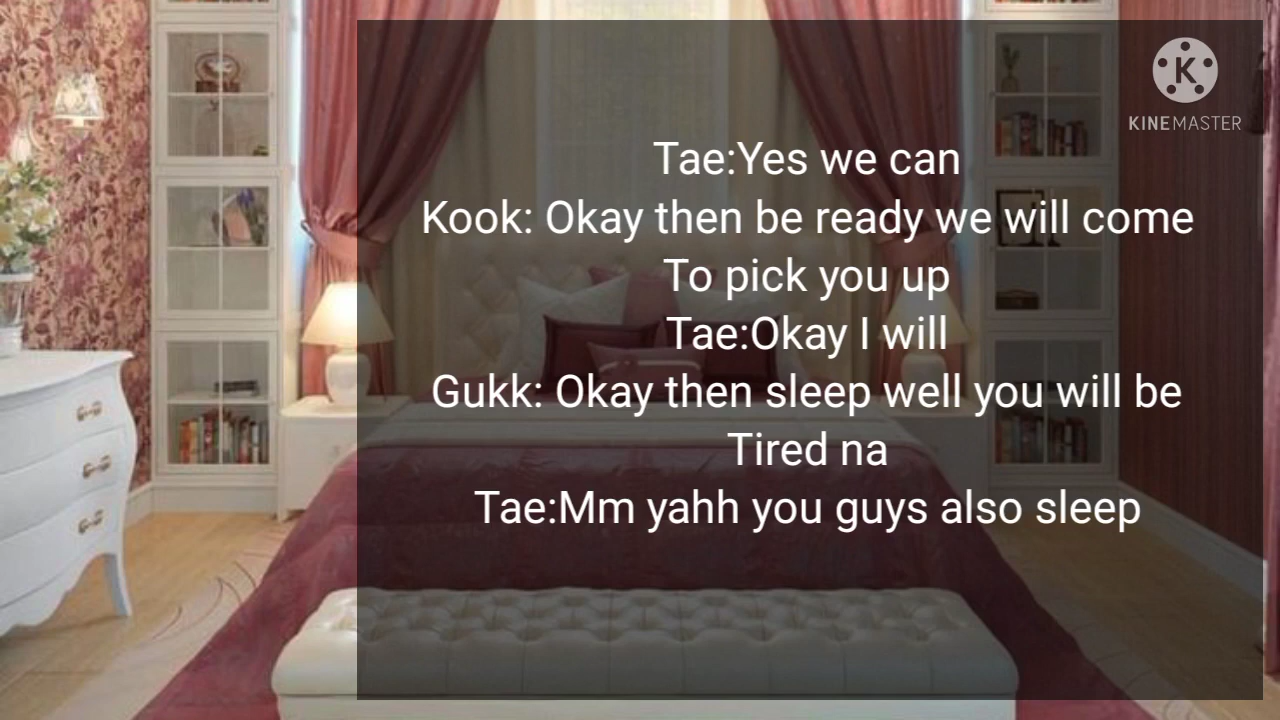 KINEMASTER
Tae:Yes we can
Kook: Okay then be ready we will come
To pick you up
Tae:Okay I will
Gukk: Okay then sleep well you will be
Tired na
Tae:Mm yahh you guys also sleep